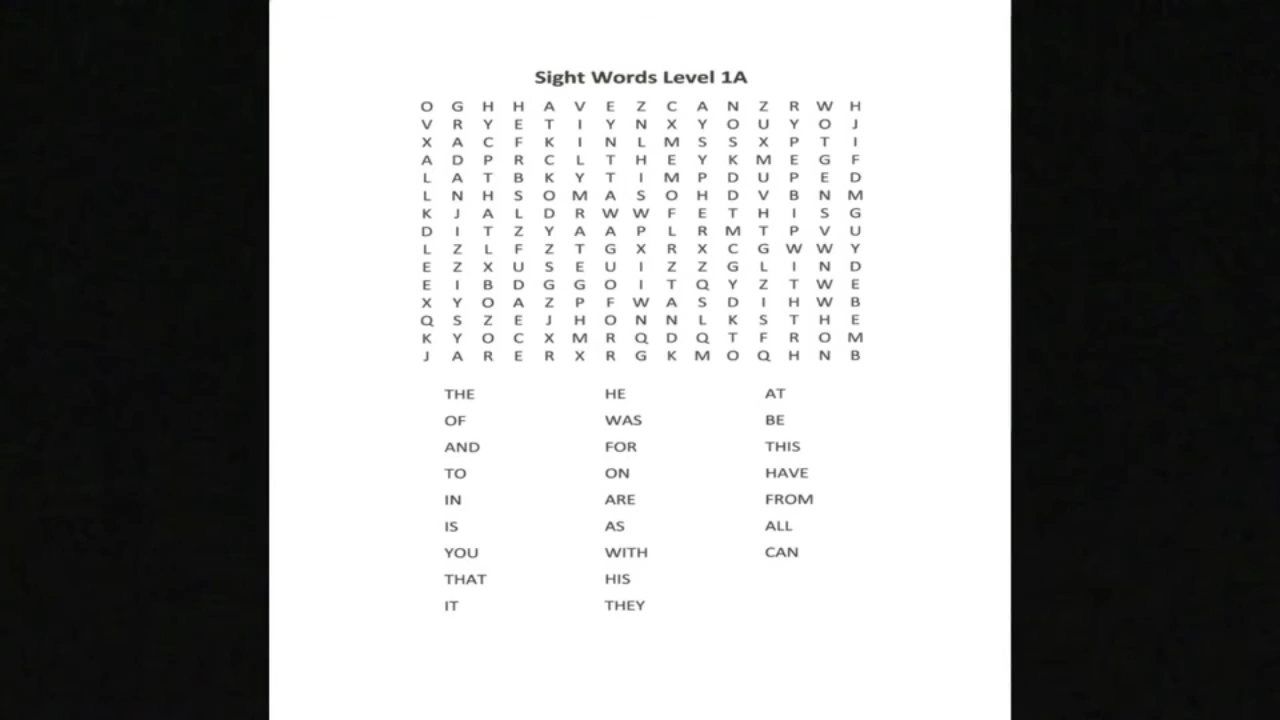 Sight Words Level 1A
O G H H A V E Z C A N Z R W H
V R Y E T I Y N X Y O U Y O J
X A C F K I N L M S S X P T I
A D P R C L T H E Y K M E G F
L A T B K Y T I M P D U P E D
L N H S O M A S O H D V B N M
K J A L D R W W F E T H I S G
D I T Z Y A A P L R M T P V U
L Z L F Z T G X R X C G W W Y
E Z X U S E U I Z Z G L I N D
E I B D G G O I T Q Y Z T W E
X Y O A Z P F W A S D I H W B
Q S Z E J H O N N L K S T H E
K Y O C X M R Q D Q T F R O M
J A R E R X R G K M O Q H N B
THE HE AT
OF WAS BE
AND FOR THIS
TO ON HAVE
IN ARE FROM
IS AS ALL
YOU WITH CAN
THAT HIS
IT THEY